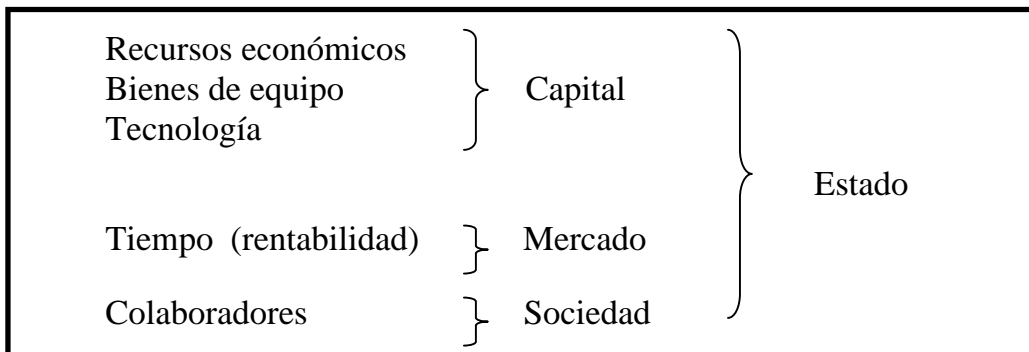 Recursos económicos
Bienes de equipo
Capital
Tecnología
Estado
Tiempo (rentabilidad)
Mercado
Colaboradores
Sociedad